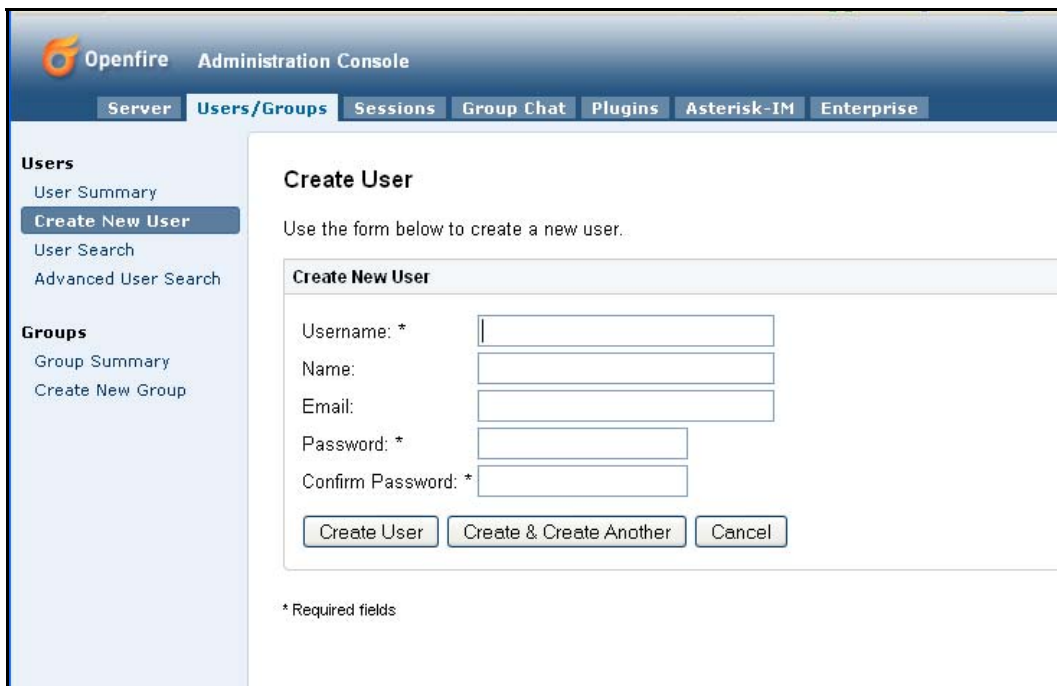 Openfire Administration Console
Server Users/Groups Sessions Group Chat Plugins Asterisk-IM Enterprise
Users
User Summary
Create New User
User Search
Advanced User Search
Groups
Group Summary
Create New Group
Create User
Use the form below to create a new user.
Create New User
Username: *
Name:
Email:
Password: *
Confirm Password: *
Create User Create & Create Another Cancel
* Required fields